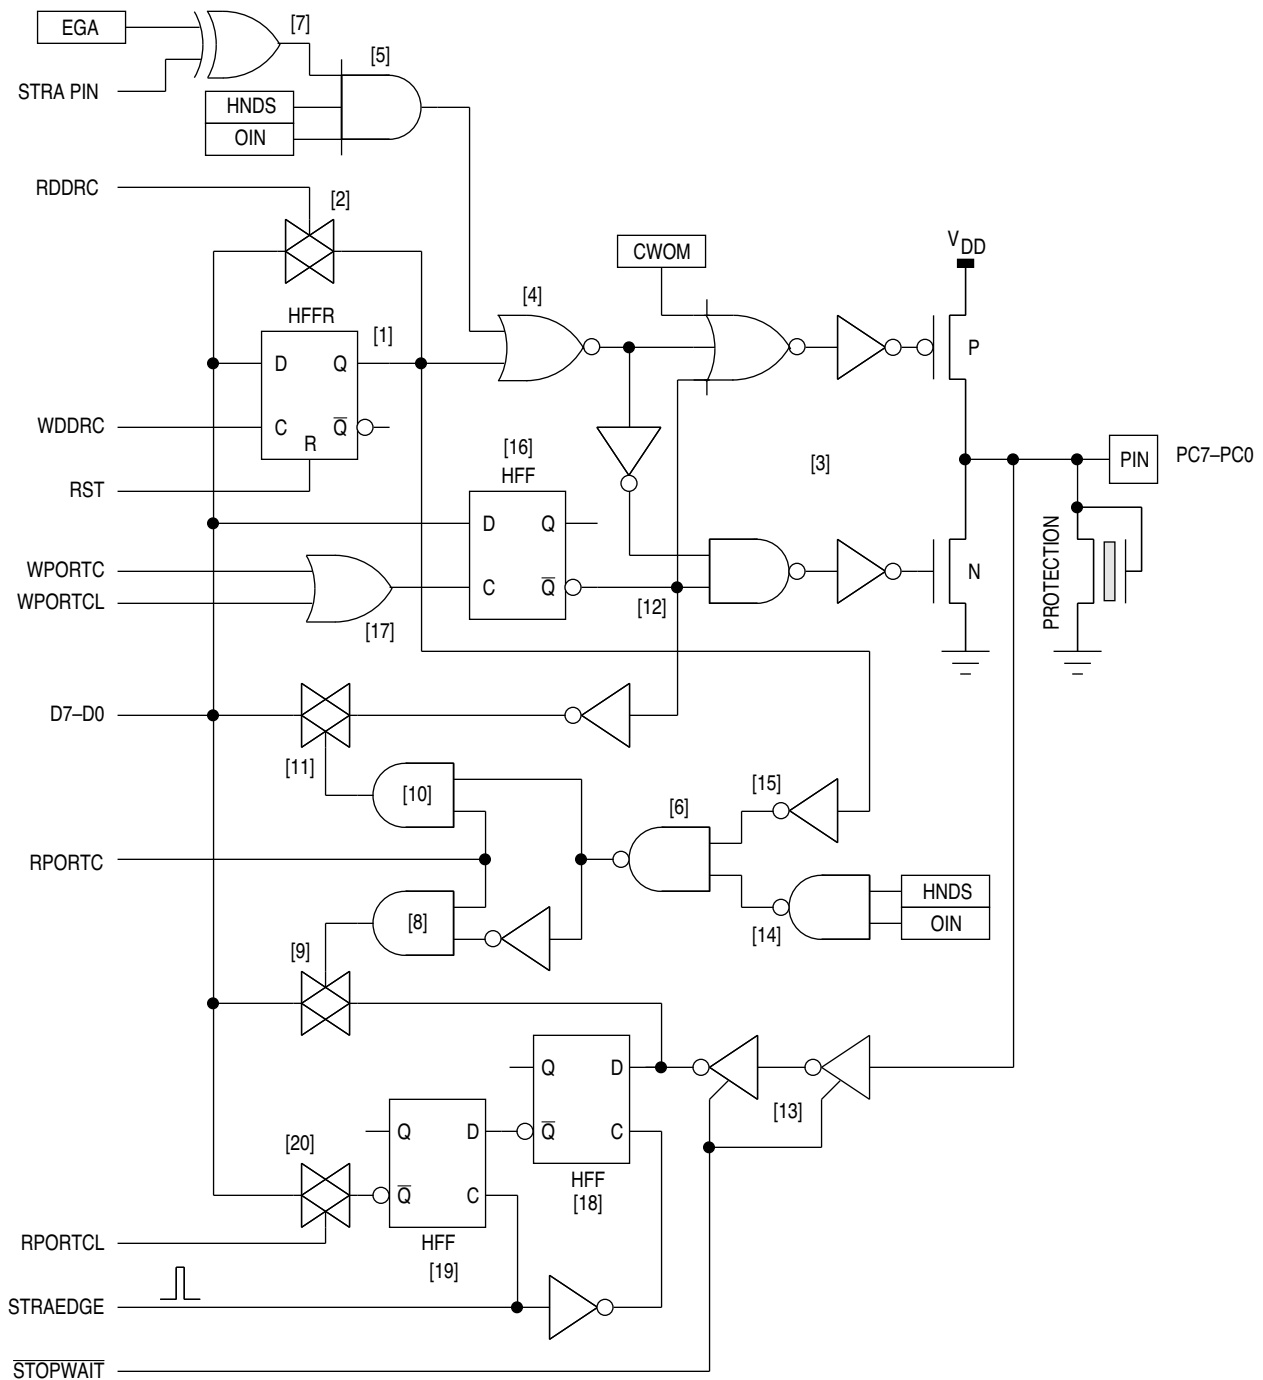 EGA
[7]
[5]
STRA PIN
HNDS
OIN
RDDRC
[2]
CWOM
VDD
[4]
HFFR
[1]
D Q
P
WDDRC
C Q̅
R
[16]
HFF
[3]
PIN
PC7–PC0
RST
D Q
PROTECTION
WPORTC
N
WPORTCL
C Q̅
[12]
[17]
D7–D0
[11]
[10]
[15]
[6]
RPORTC
HNDS
[8]
OIN
[14]
[9]
Q D
[13]
[20]
Q D
Q̅ C
HFF
[18]
Q̅ C
RPORTCL
HFF
[19]
STRAEDGE
S̅T̅O̅P̅W̅A̅I̅T̅